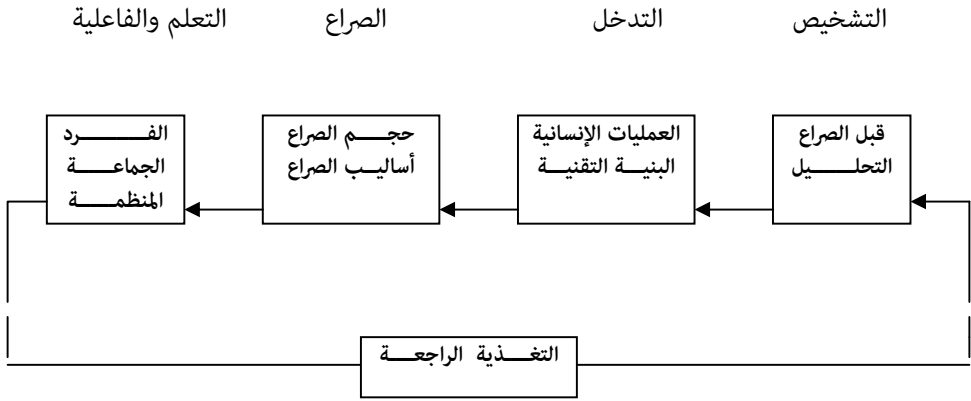 التشخيص
التدخل
الصراع
التعلم والفاعلية
قبل الصراع
التحليل
العمليات الإنسانية
البنية التقنية
حجم الصراع
أساليب الصراع
الفرد
الجماعة
المنظمة
التغذية الراجعة